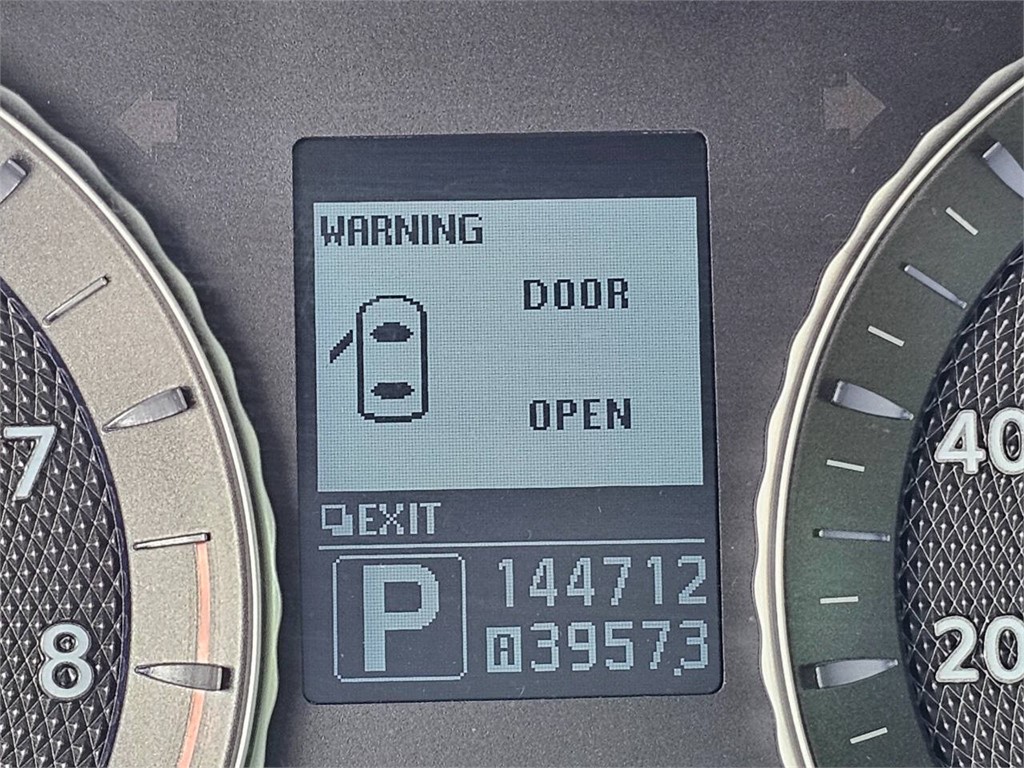 WARNING
DOOR
OPEN
EXIT
P
144712
A 3957.3
7
8
40
20